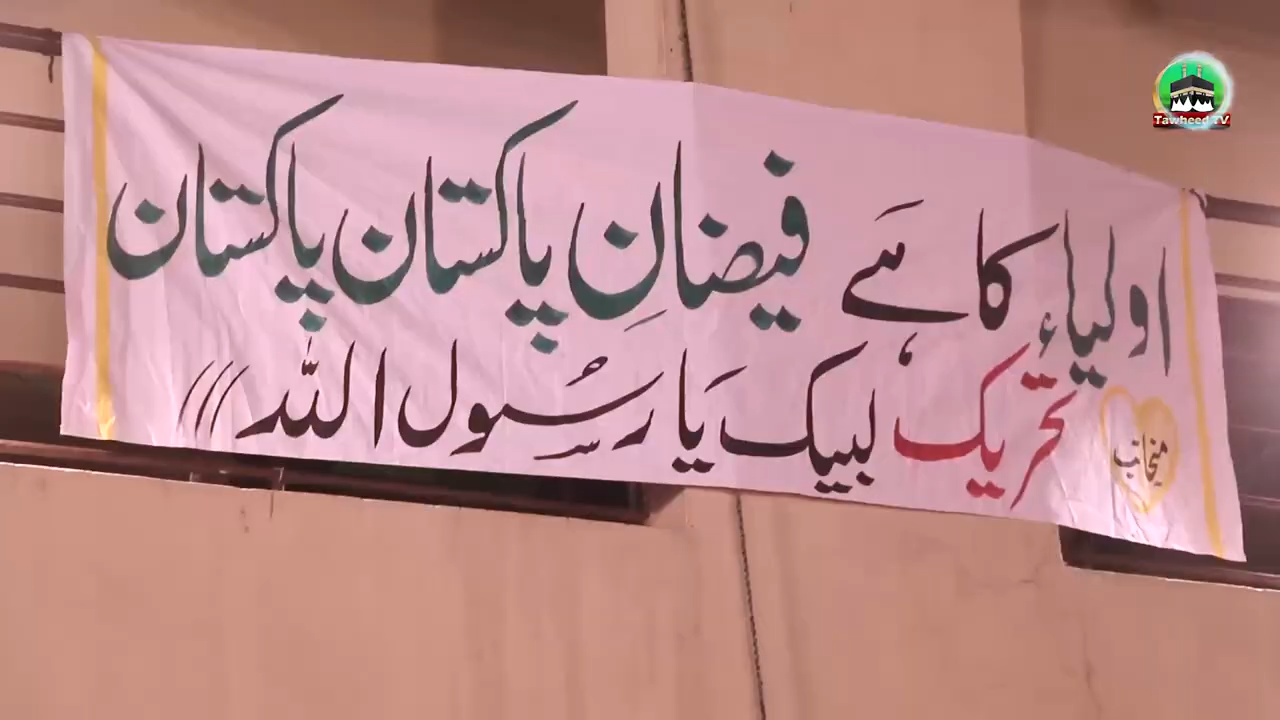 اولیاء کا ہے فیضانِ پاکستان پاکستان
منجانب تحریک لبیک یا رسول اللہ ///
Tawheed TV